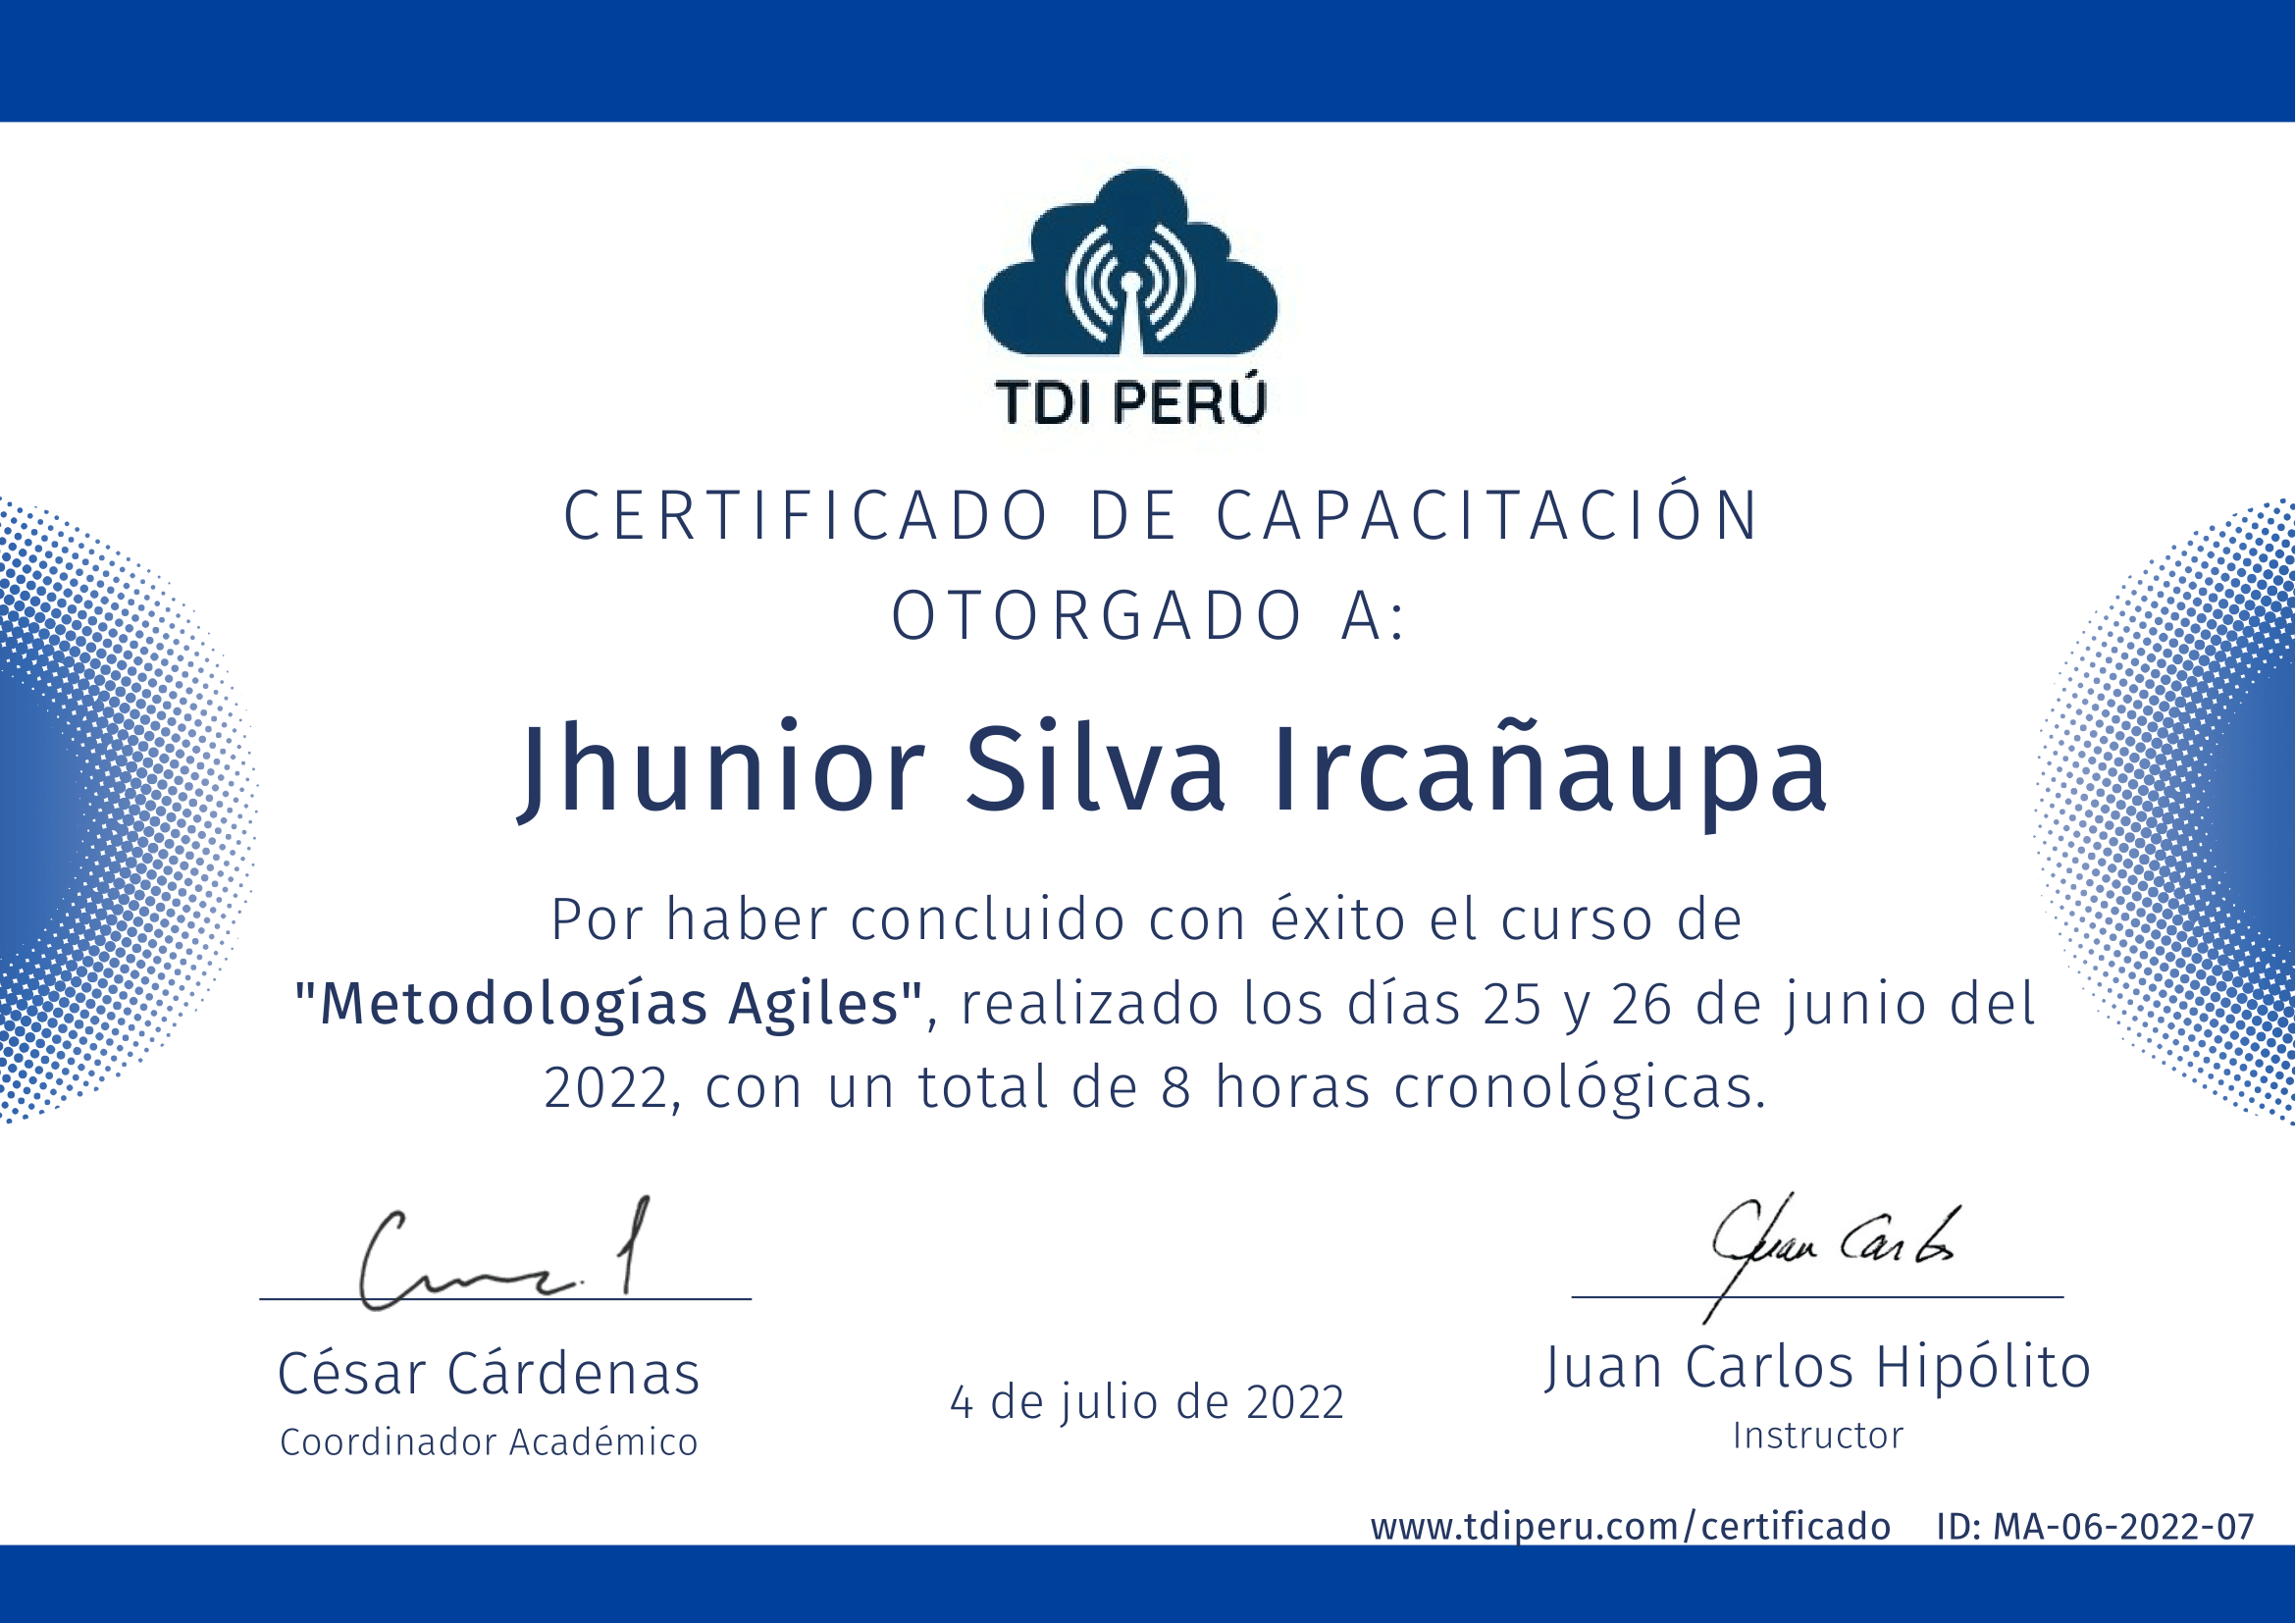 TDI PERÚ
CERTIFICADO DE CAPACITACIÓN
OTORGADO A:
Jhunior Silva Ircañaupa
Por haber concluido con éxito el curso de
"Metodologías Agiles", realizado los días 25 y 26 de junio del
2022, con un total de 8 horas cronológicas.
Juan Carlos
César Cárdenas
Coordinador Académico
4 de julio de 2022
Juan Carlos Hipólito
Instructor
www.tdiperu.com/certificado ID: MA-06-2022-07